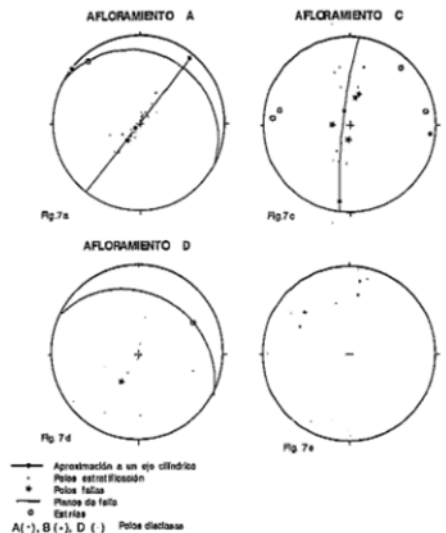 AFLORAMIENTO A
AFLORAMIENTO C
Fig.7a
Fig.7c
AFLORAMIENTO D
Fig. 7d
Fig. 7e
Aproximación a un eje cilíndrico
Polos estratificación
Polos fallas
Planos de falla
Estrías
A(·), B(+), D(·) Polos diaclasas